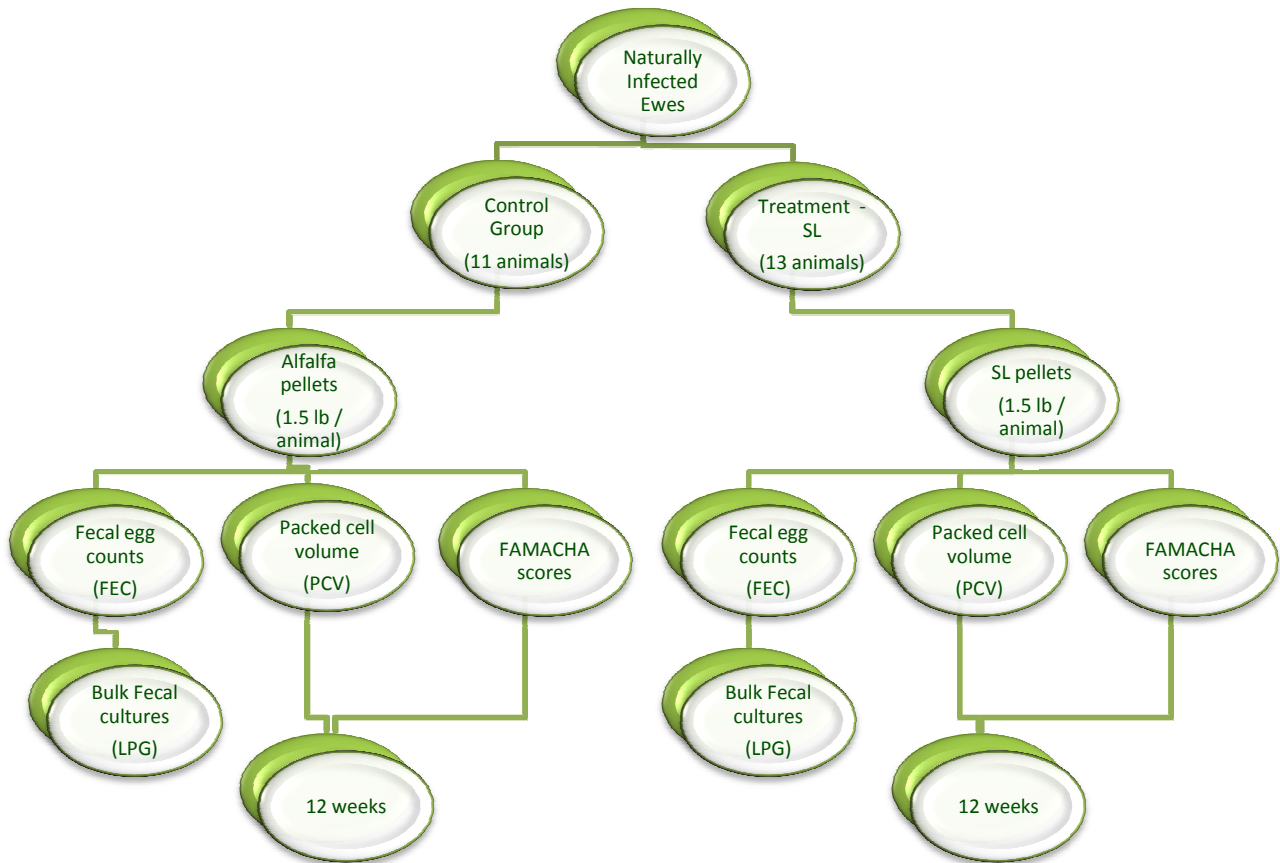 Naturally
Infected
Ewes
Control
Group
(11 animals)
Treatment -
SL
(13 animals)
Alfalfa
pellets
(1.5 lb /
animal)
SL pellets
(1.5 lb /
animal)
Fecal egg
counts
(FEC)
Packed cell
volume
(PCV)
FAMACHA
scores
Fecal egg
counts
(FEC)
Packed cell
volume
(PCV)
FAMACHA
scores
Bulk Fecal
cultures
(LPG)
12 weeks
Bulk Fecal
cultures
(LPG)
12 weeks